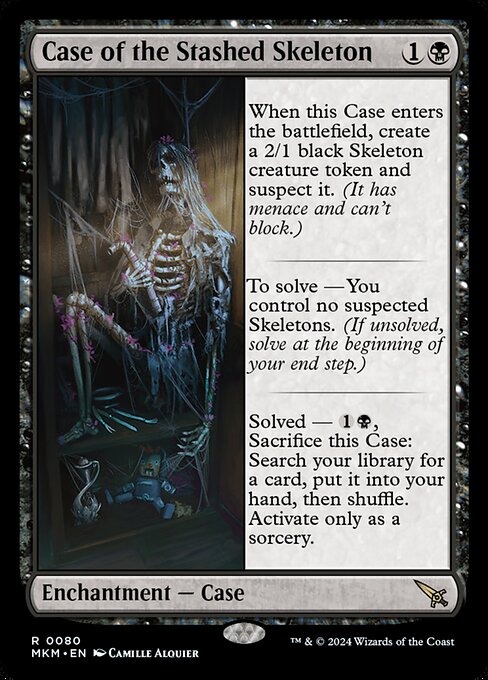 Case of the Stashed Skeleton 1
When this Case enters
the battlefield, create
a 2/1 black Skeleton
creature token and
suspect it. (It has
menace and can't
block.)
To solve — You
control no suspected
Skeletons. (If unsolved,
solve at the beginning of
your end step.)
Solved — 1 ,
Sacrifice this Case:
Search your library for
a card, put it into your
hand, then shuffle.
Activate only as a
sorcery.
Enchantment — Case
R 0080
MKM • EN Camille Alquier
™ & © 2024 Wizards of the Coast